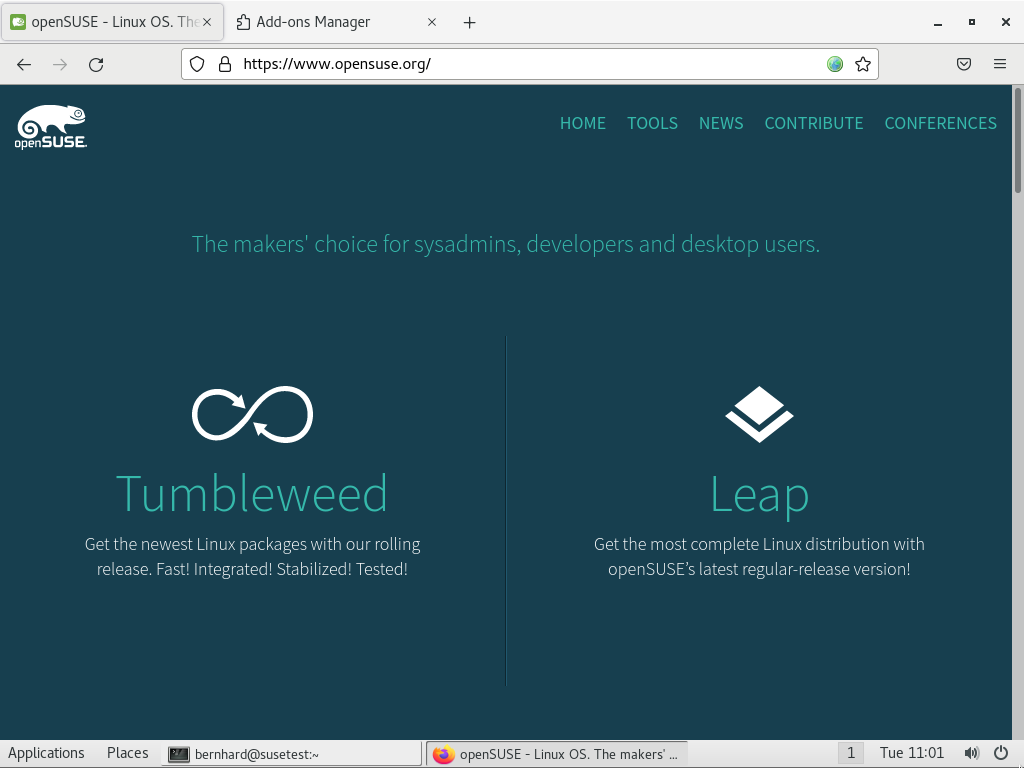 openSUSE - Linux OS. The
Add-ons Manager
https://www.opensuse.org/
openSUSE
HOME TOOLS NEWS CONTRIBUTE CONFERENCES
The makers' choice for sysadmins, developers and desktop users.
Tumbleweed
Get the newest Linux packages with our rolling
release. Fast! Integrated! Stabilized! Tested!
Leap
Get the most complete Linux distribution with
openSUSE’s latest regular-release version!
Applications Places bernhard@susetest:~ openSUSE - Linux OS. The makers' ... 1 Tue 11:01